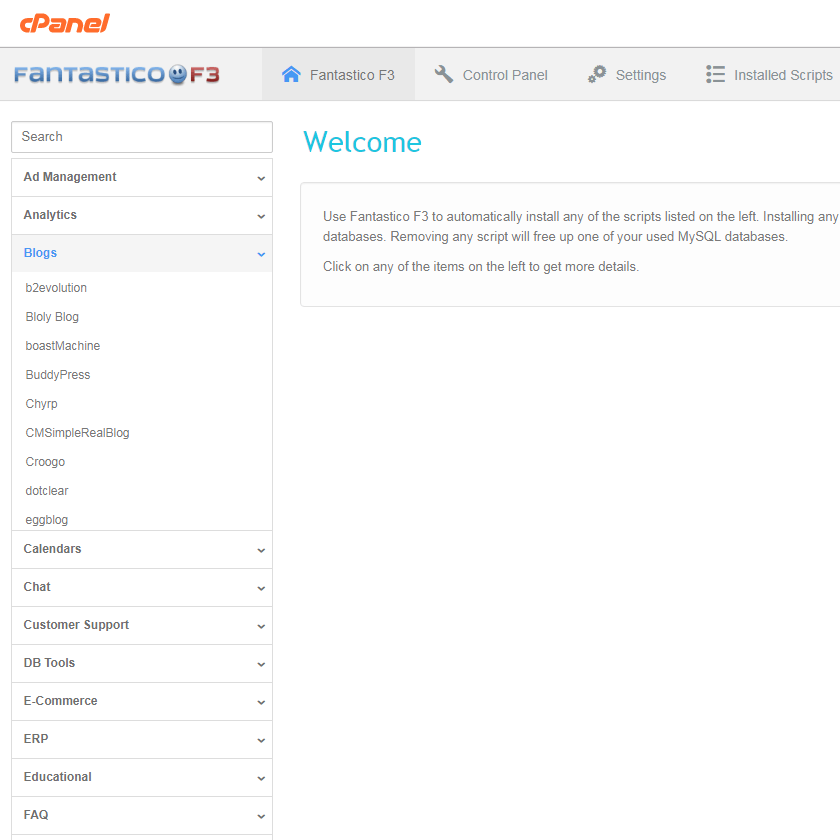 cPanel
FANTASTICO F3
Fantastico F3
Control Panel
Settings
Installed Scripts
Search
Ad Management
Analytics
Blogs
b2evolution
Bloly Blog
boastMachine
BuddyPress
Chyrp
CMSimpleRealBlog
Croogo
dotclear
eggblog
Calendars
Chat
Customer Support
DB Tools
E-Commerce
ERP
Educational
FAQ
Welcome
Use Fantastico F3 to automatically install any of the scripts listed on the left. Installing any
databases. Removing any script will free up one of your used MySQL databases.
Click on any of the items on the left to get more details.